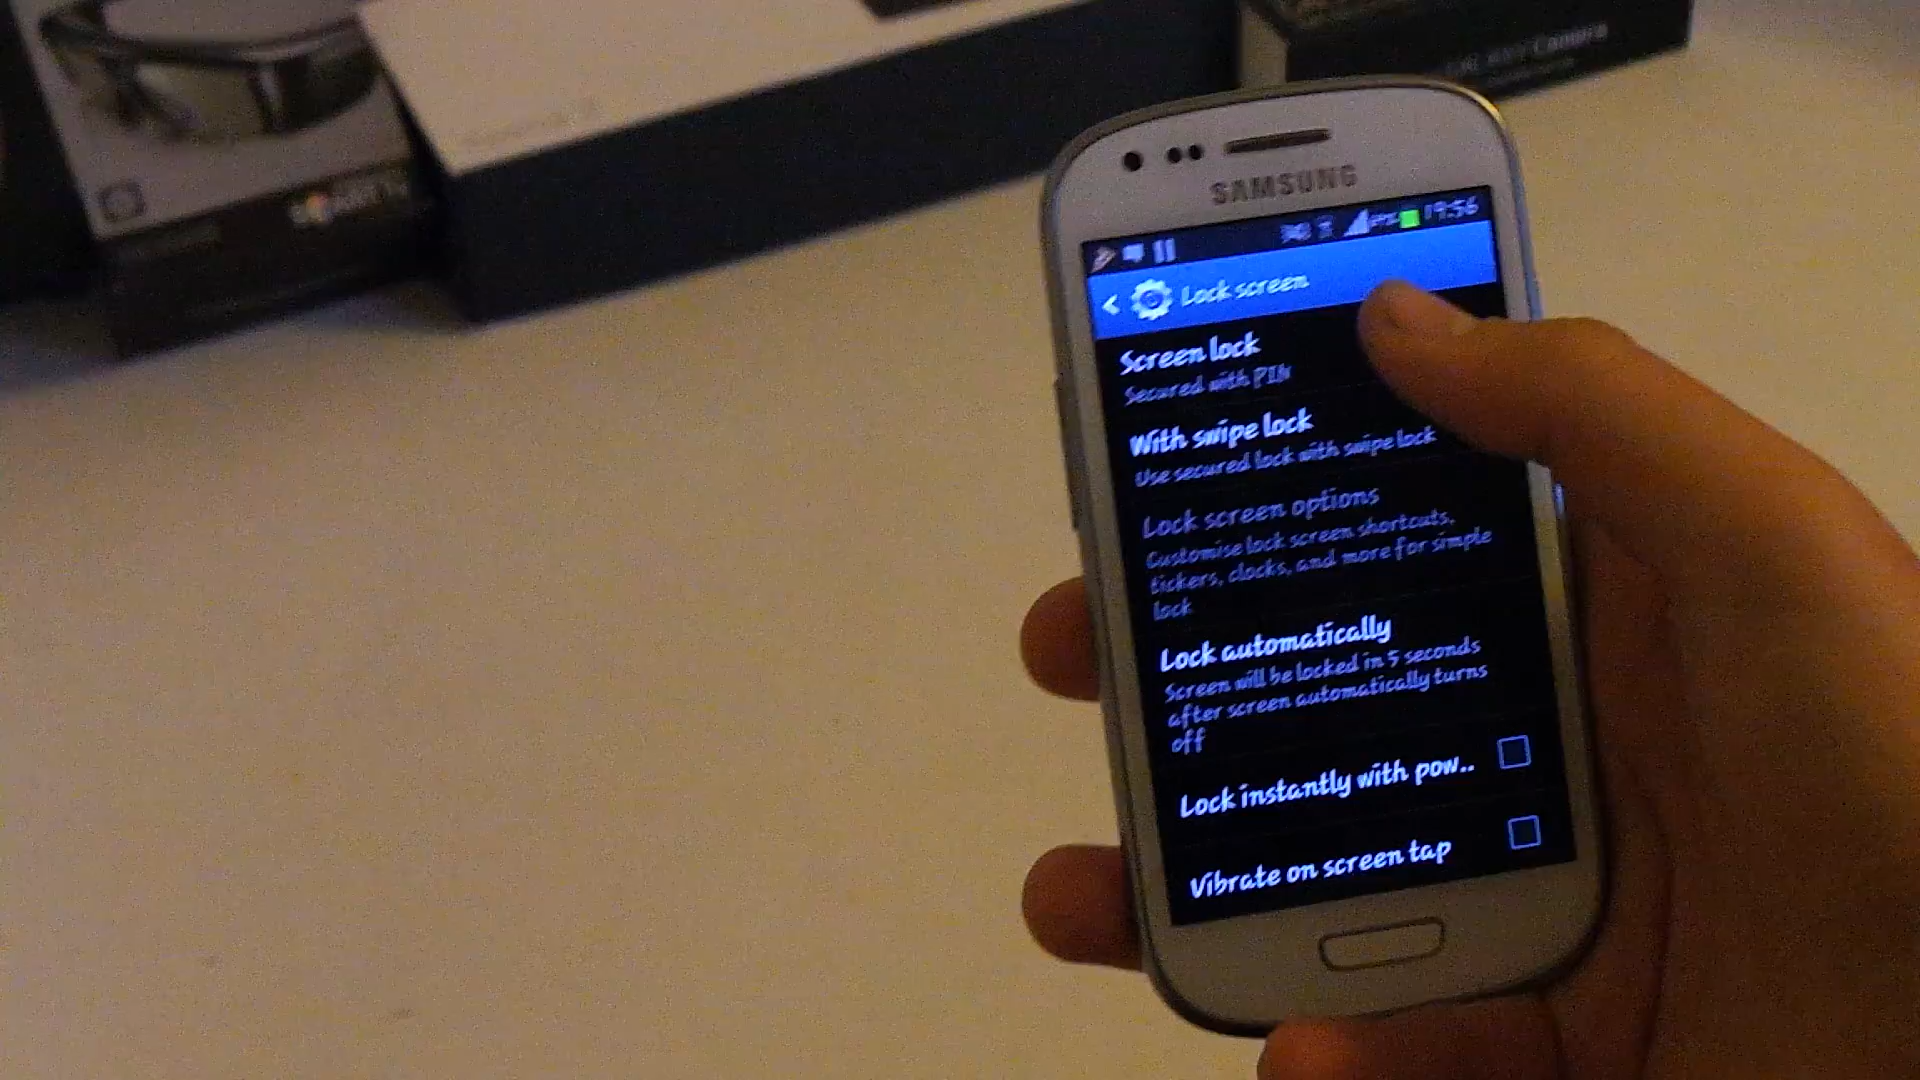 Camera
SAMSUNG
19:56
Lock screen
Screen lock
Secured with PIN
With swipe lock
Use secured lock with swipe lock
Lock screen options
Customise lock screen shortcuts,
tickers, clocks, and more for simple
lock
Lock automatically
Screen will be locked in 5 seconds
after screen automatically turns
off
Lock instantly with pow..
Vibrate on screen tap